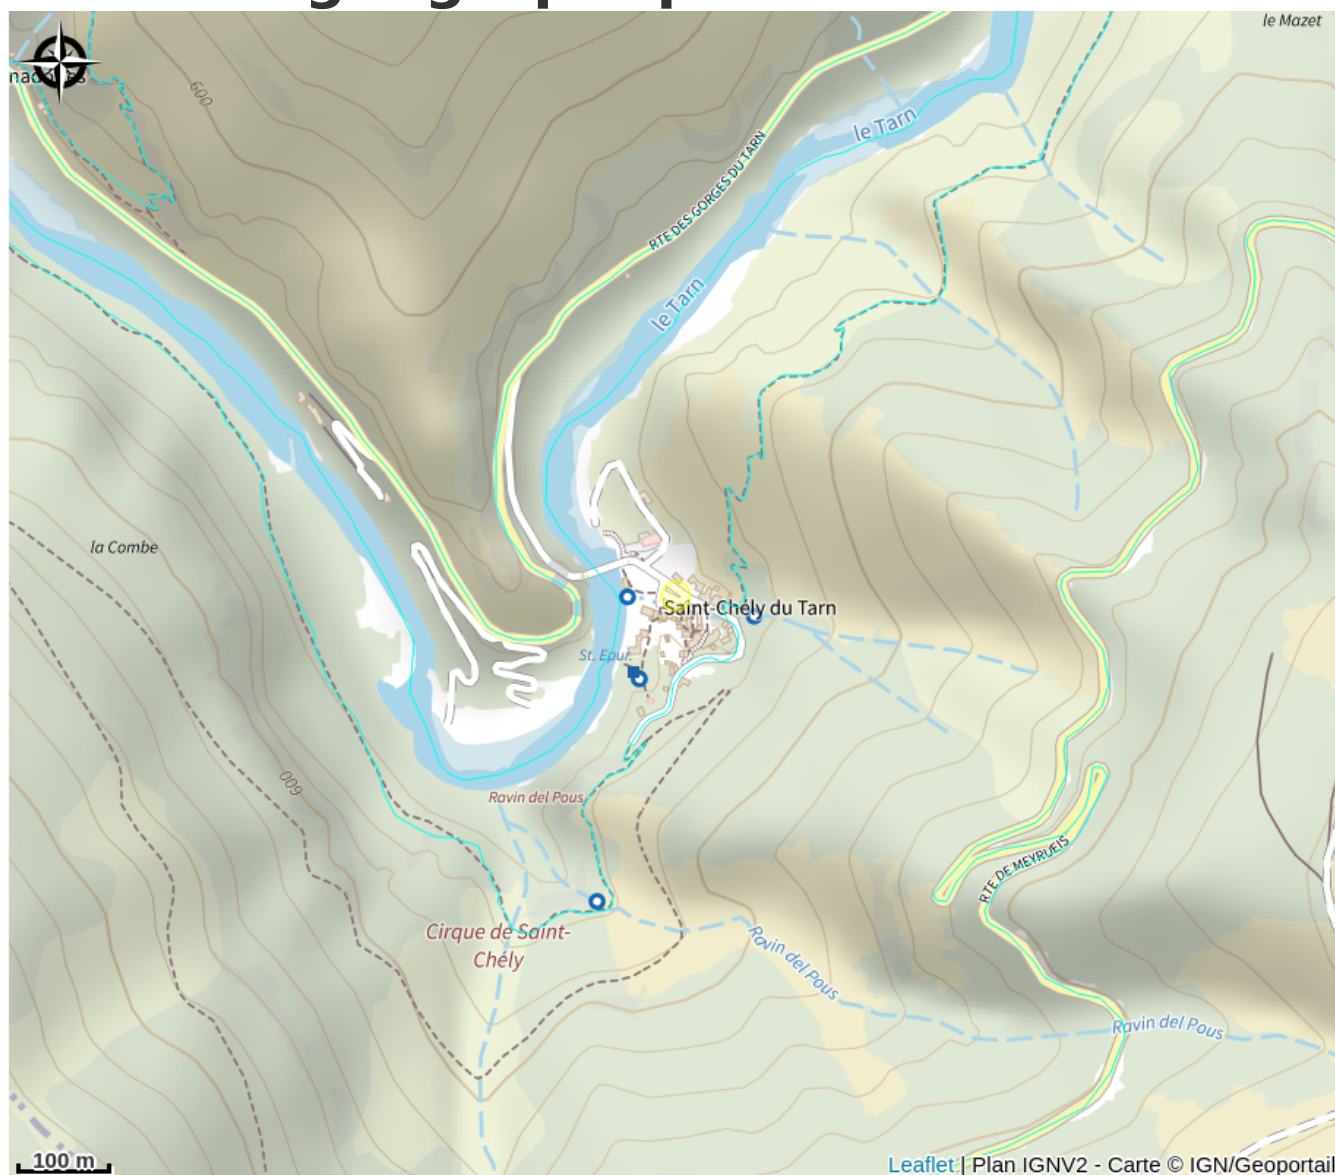 le Mazet
600
le Tarn
RTE DES GORGES DU TARN
le Tarn
la Combe
Saint-Chély du Tarn
St. Epur.
600
Ravin del Pous
RTE DE MEYRUEIS
Cirque de Saint-
Chély
Ravin del Pous
Ravin del Pous
100 m
Leaflet | Plan IGNV2 - Carte © IGN/Geoportail